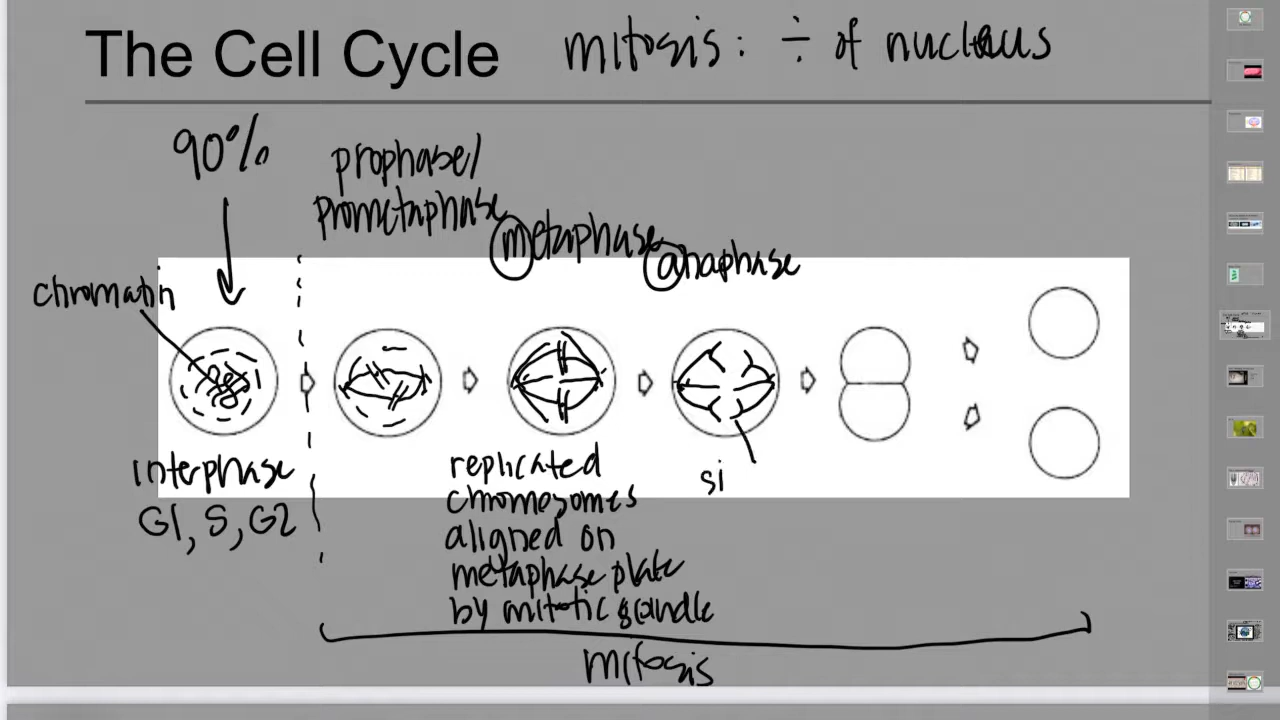 The Cell Cycle
mitosis: ÷ of nucleus
90%
prophase/
prometaphase
metaphase
anaphase
chromatin
interphase
G1, S, G2
replicated
chromosomes
aligned on
metaphase plate
by mitotic spindle
si
mitosis